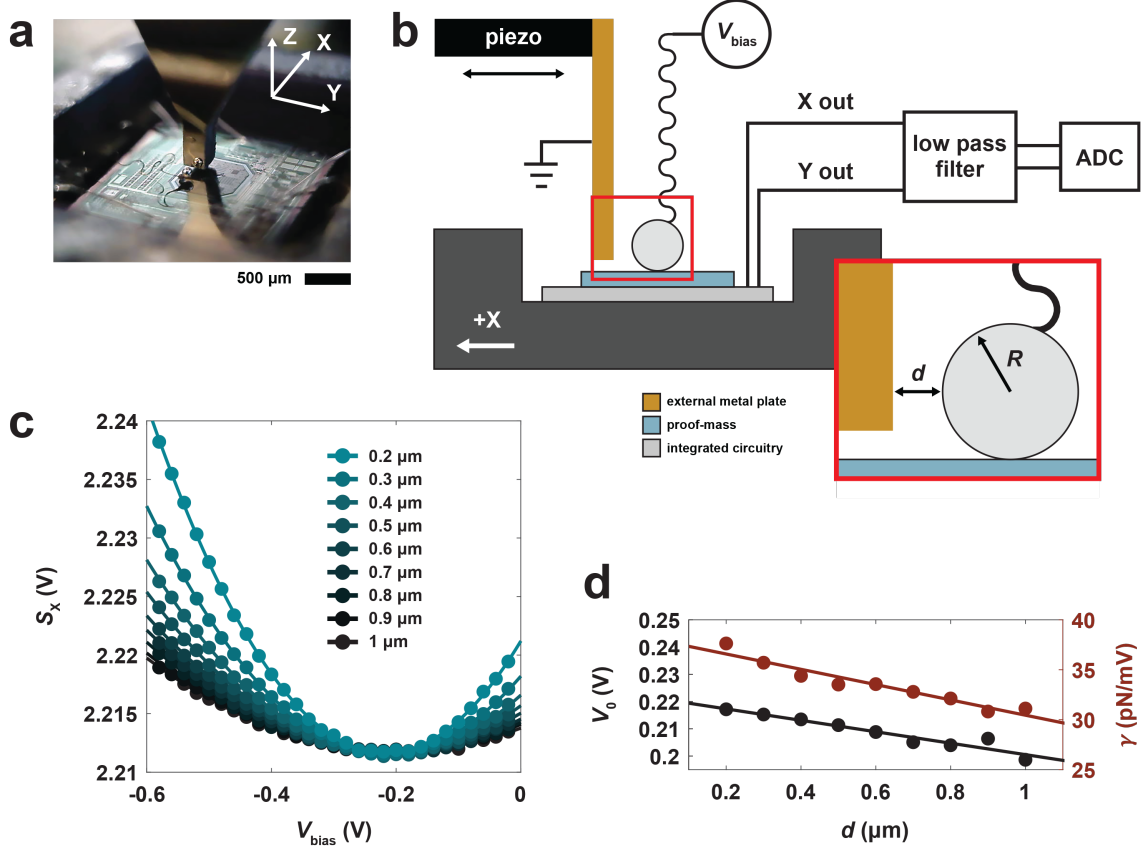 a
Z
X
Y
500 µm
b
piezo
V_bias
X out
Y out
low pass
filter
ADC
+X
d
R
external metal plate
proof-mass
integrated circuitry
c
2.24
2.235
2.23
2.225
2.22
2.215
2.21
S_X (V)
0.2 µm
0.3 µm
0.4 µm
0.5 µm
0.6 µm
0.7 µm
0.8 µm
0.9 µm
1 µm
-0.6
-0.4
-0.2
0
V_bias (V)
d
0.25
0.24
0.23
0.22
0.21
0.2
V_0 (V)
40
35
30
25
γ (pN/mV)
0.2
0.4
0.6
0.8
1
d (µm)